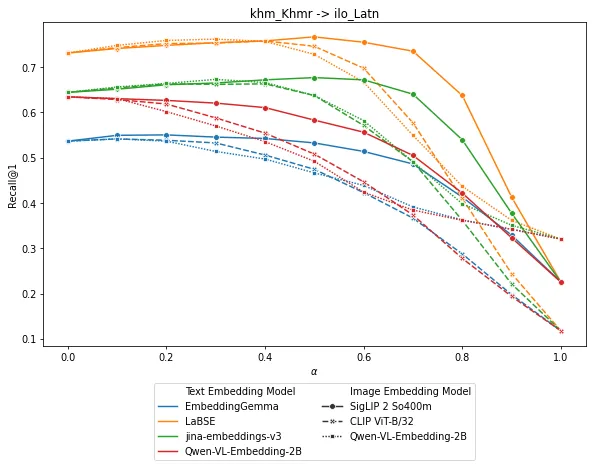 khm_Khmr -> ilo_Latn
Recall@1
0.7
0.6
0.5
0.4
0.3
0.2
0.1
0.0 0.2 0.4 0.6 0.8 1.0
α
Text Embedding Model Image Embedding Model
EmbeddingGemma SigLIP 2 So400m
LaBSE CLIP ViT-B/32
jina-embeddings-v3 Qwen-VL-Embedding-2B
Qwen-VL-Embedding-2B